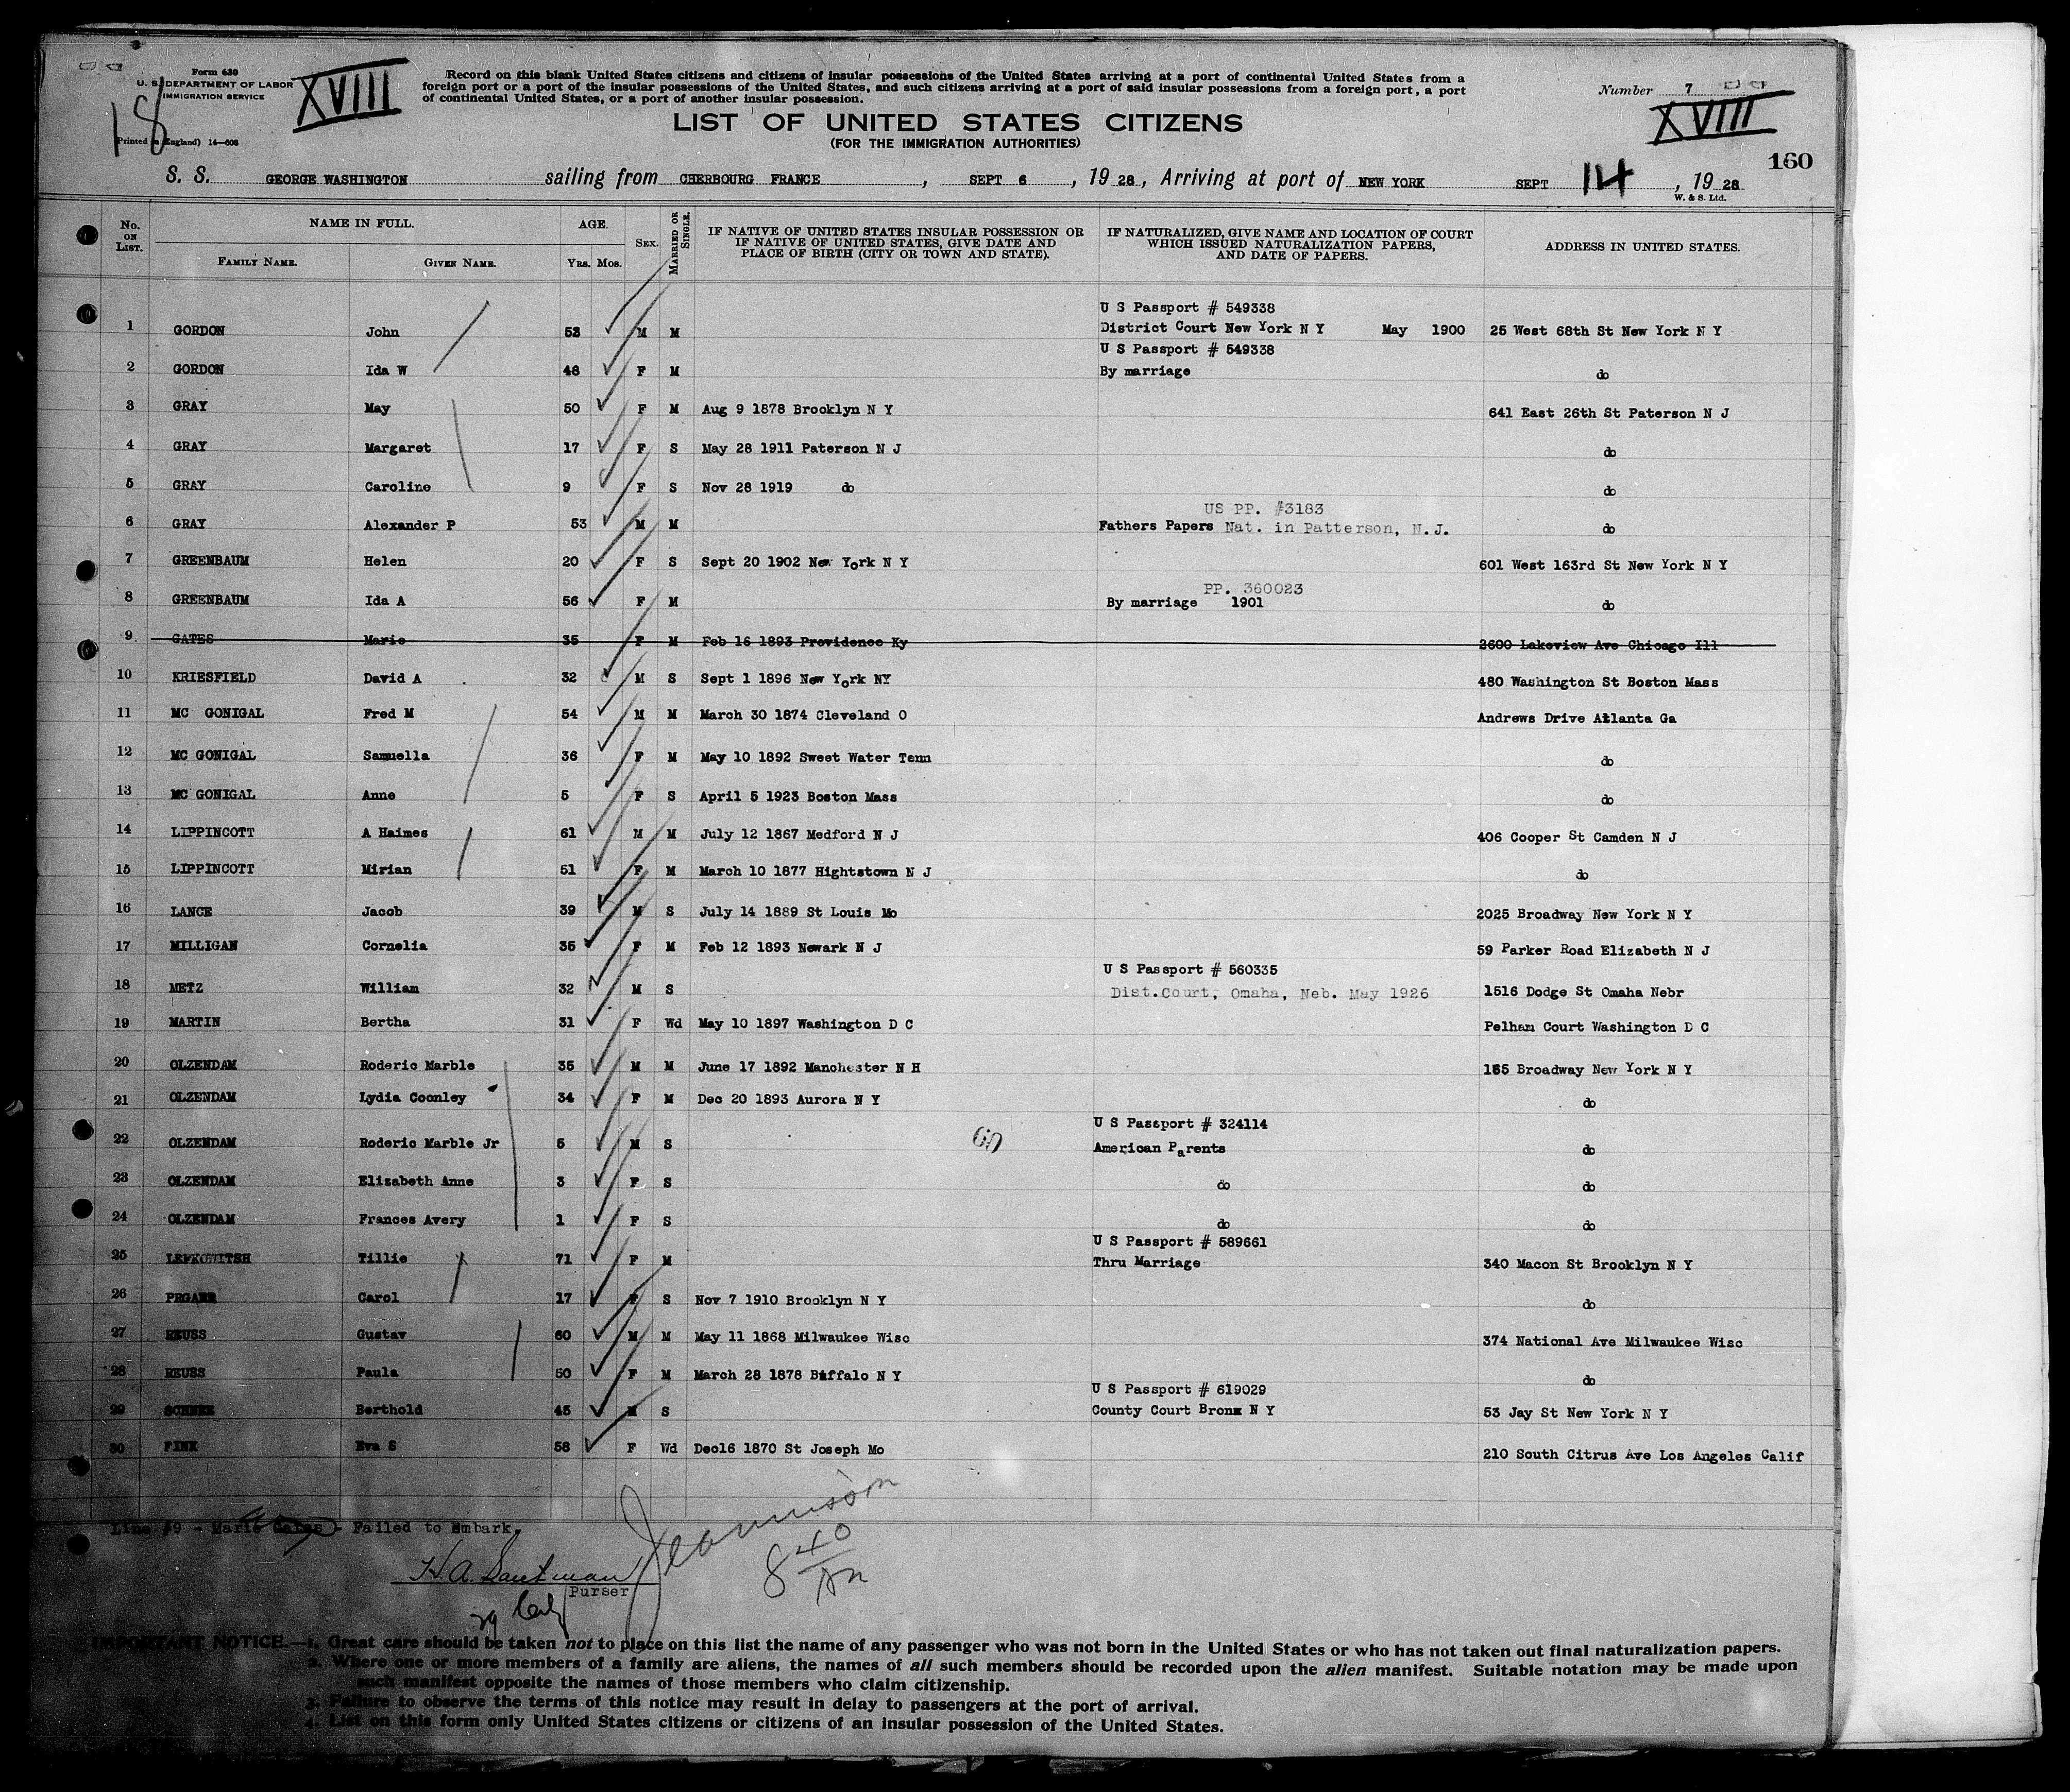 Form 630
U. S. DEPARTMENT OF LABOR
IMMIGRATION SERVICE
XVIII
18
(Printed in England) 14—608
Record on this blank United States citizens and citizens of insular possessions of the United States arriving at a port of continental United States from a
foreign port or a port of the insular possessions of the United States, and such citizens arriving at a port of said insular possessions from a foreign port, a port
of continental United States, or a port of another insular possession.
Number 7
XVIII
LIST OF UNITED STATES CITIZENS
(FOR THE IMMIGRATION AUTHORITIES)
160
S. S. GEORGE WASHINGTON sailing from CHERBOURG FRANCE, SEPT 6, 19 28, Arriving at port of NEW YORK SEPT 14, 19 28
W. & S. Ltd.
No. ON LIST. NAME IN FULL. FAMILY NAME. GIVEN NAME. AGE. YRS. MOS. SEX. MARRIED OR SINGLE. IF NATIVE OF UNITED STATES INSULAR POSSESSION OR IF NATIVE OF UNITED STATES, GIVE DATE AND PLACE OF BIRTH (CITY OR TOWN AND STATE). IF NATURALIZED, GIVE NAME AND LOCATION OF COURT WHICH ISSUED NATURALIZATION PAPERS, AND DATE OF PAPERS. ADDRESS IN UNITED STATES.
U S Passport # 549338
1 GORDON John 53 M M District Court New York N Y May 1900 25 West 68th St New York N Y
U S Passport # 549338
2 GORDON Ida W 48 F M By marriage do
3 GRAY May 50 F M Aug 9 1878 Brooklyn N Y 641 East 26th St Paterson N J
4 GRAY Margaret 17 F S May 28 1911 Paterson N J do
5 GRAY Caroline 9 F S Nov 28 1919 do do
US PP. #3183
6 GRAY Alexander P 53 M M Fathers Papers Nat. in Patterson, N.J. do
7 GREENBAUM Helen 20 F S Sept 20 1902 New York N Y 601 West 163rd St New York N Y
PP. 360023
8 GREENBAUM Ida A 56 F M By marriage 1901 do
9 GATES Marie 35 F M Feb 16 1893 Providence Ky 2600 Lakeview Ave Chicago Ill
10 KRIESFIELD David A 32 M S Sept 1 1896 New York NY 480 Washington St Boston Mass
11 MC GONIGAL Fred M 54 M M March 30 1874 Cleveland O Andrews Drive Atlanta Ga
12 MC GONIGAL Samuella 36 F M May 10 1892 Sweet Water Tenn do
13 MC GONIGAL Anne 5 F S April 5 1923 Boston Mass do
14 LIPPINCOTT A Haines 61 M M July 12 1867 Medford N J 406 Cooper St Camden N J
15 LIPPINCOTT Mirian 51 F M March 10 1877 Hightstown N J do
16 LANCE Jacob 39 M S July 14 1889 St Louis Mo 2025 Broadway New York N Y
17 MILLIGAN Cornelia 35 F M Feb 12 1893 Newark N J 59 Parker Road Elizabeth N J
U S Passport # 560335
18 METZ William 32 M S Dist.Court, Omaha, Neb. May 1926 1516 Dodge St Omaha Nebr
19 MARTIN Bertha 31 F Wd May 10 1897 Washington D C Pelham Court Washington D C
20 OLZENDAM Roderic Marble 35 M M June 17 1892 Manchester N H 165 Broadway New York N Y
21 OLZENDAM Lydia Coonley 34 F M Dec 20 1893 Aurora N Y do
U S Passport # 324114
22 OLZENDAM Roderic Marble Jr 5 M S American Parents do
23 OLZENDAM Elizabeth Anne 3 F S do do
24 OLZENDAM Frances Avery 1 F S do do
U S Passport # 589661
25 LEFKOWITSH Tillie 71 F M Thru Marriage 340 Macon St Brooklyn N Y
26 Carol 17 F S Nov 7 1910 Brooklyn N Y do
27 REUSS Gustav 60 M M May 11 1868 Milwaukee Wisc 374 National Ave Milwaukee Wisc
28 REUSS Paula 50 F M March 28 1878 Buffalo N Y do
U S Passport # 619029
29 Berthold 45 M S County Court Bronx N Y 53 Jay St New York N Y
30 FINK Eva S 58 F Wd Dec16 1870 St Joseph Mo 210 South Citrus Ave Los Angeles Calif
Line #9 - Marie Gates - Failed to Embark.
Purser
8 40 Am
IMPORTANT NOTICE.—1. Great care should be taken not to place on this list the name of any passenger who was not born in the United States or who has not taken out final naturalization papers.
2. Where one or more members of a family are aliens, the names of all such members should be recorded upon the alien manifest. Suitable notation may be made upon
such manifest opposite the names of those members who claim citizenship.
3. Failure to observe the terms of this notice may result in delay to passengers at the port of arrival.
4. List on this form only United States citizens or citizens of an insular possession of the United States.